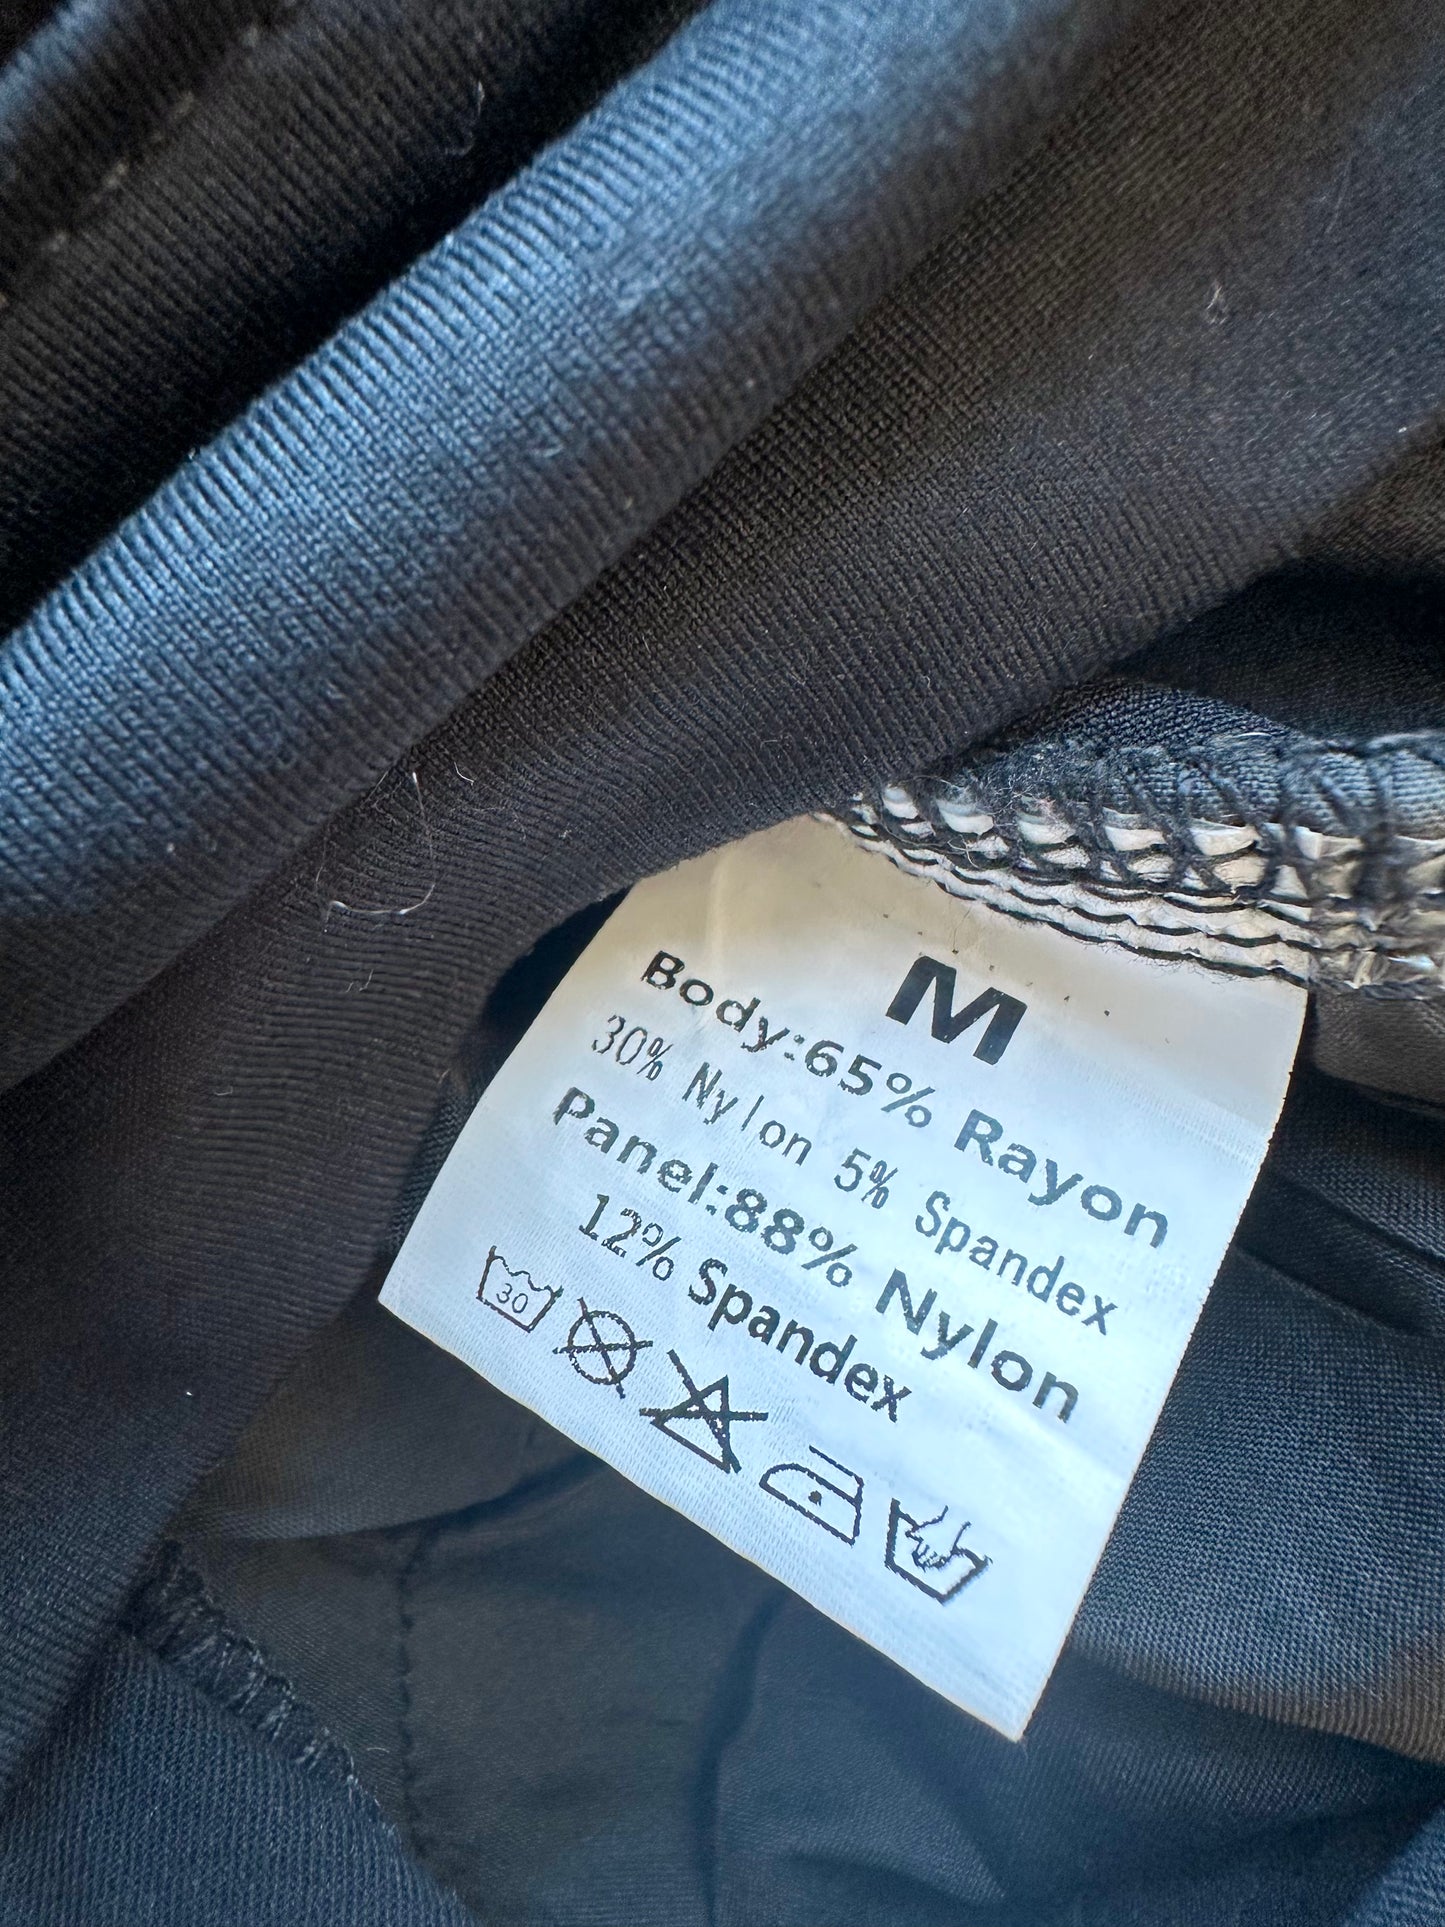 M
Body:65% Rayon
30% Nylon 5% Spandex
Panel:88% Nylon
12% Spandex
30